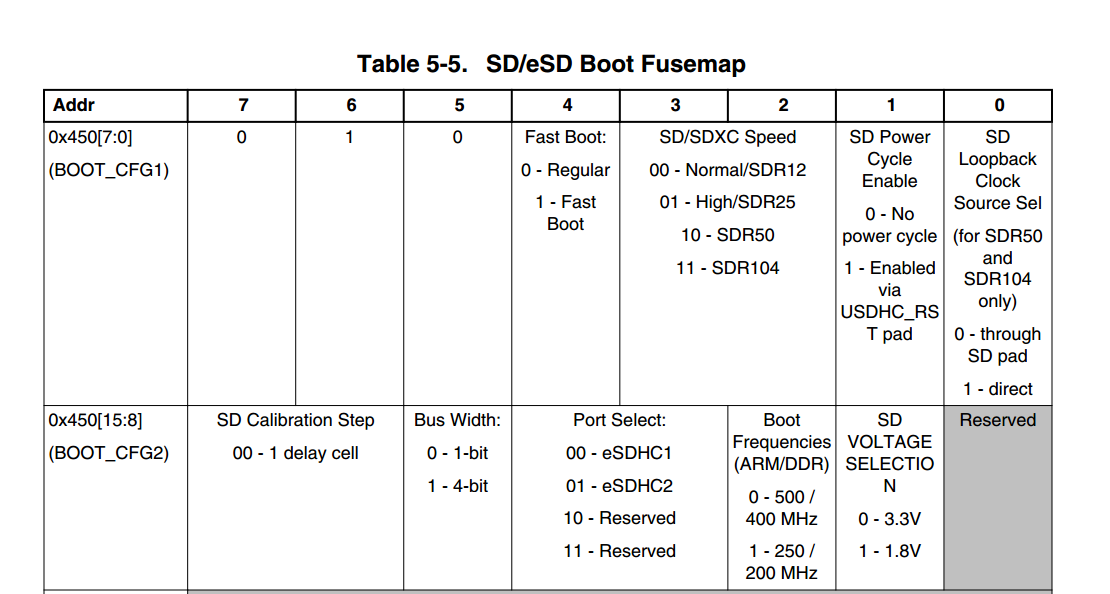 Table 5-5. SD/eSD Boot Fusemap
Addr 7 6 5 4 3 2 1 0
0x450[7:0]
(BOOT_CFG1)
0
1
0
Fast Boot:
0 - Regular
1 - Fast
Boot
SD/SDXC Speed
00 - Normal/SDR12
01 - High/SDR25
10 - SDR50
11 - SDR104
SD Power
Cycle
Enable
0 - No
power cycle
1 - Enabled
via
USDHC_RS
T pad
SD
Loopback
Clock
Source Sel
(for SDR50
and
SDR104
only)
0 - through
SD pad
1 - direct
0x450[15:8]
(BOOT_CFG2)
SD Calibration Step
00 - 1 delay cell
Bus Width:
0 - 1-bit
1 - 4-bit
Port Select:
00 - eSDHC1
01 - eSDHC2
10 - Reserved
11 - Reserved
Boot
Frequencies
(ARM/DDR)
0 - 500 /
400 MHz
1 - 250 /
200 MHz
SD
VOLTAGE
SELECTIO
N
0 - 3.3V
1 - 1.8V
Reserved